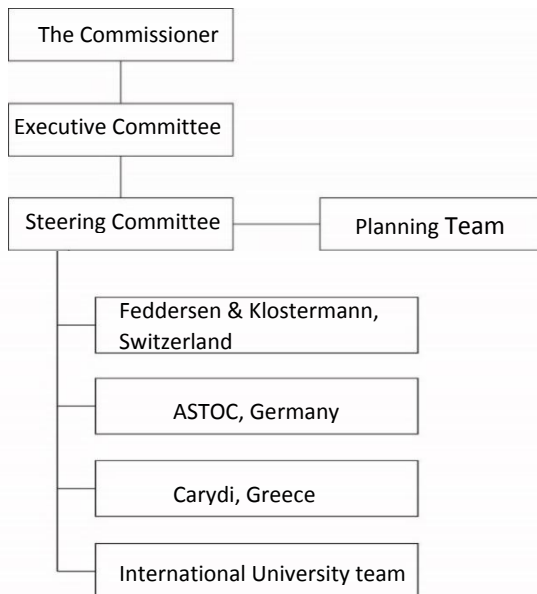 The Commissioner
Executive Committee
Steering Committee
Planning Team
Feddersen & Klostermann,
Switzerland
ASTOC, Germany
Carydi, Greece
International University team